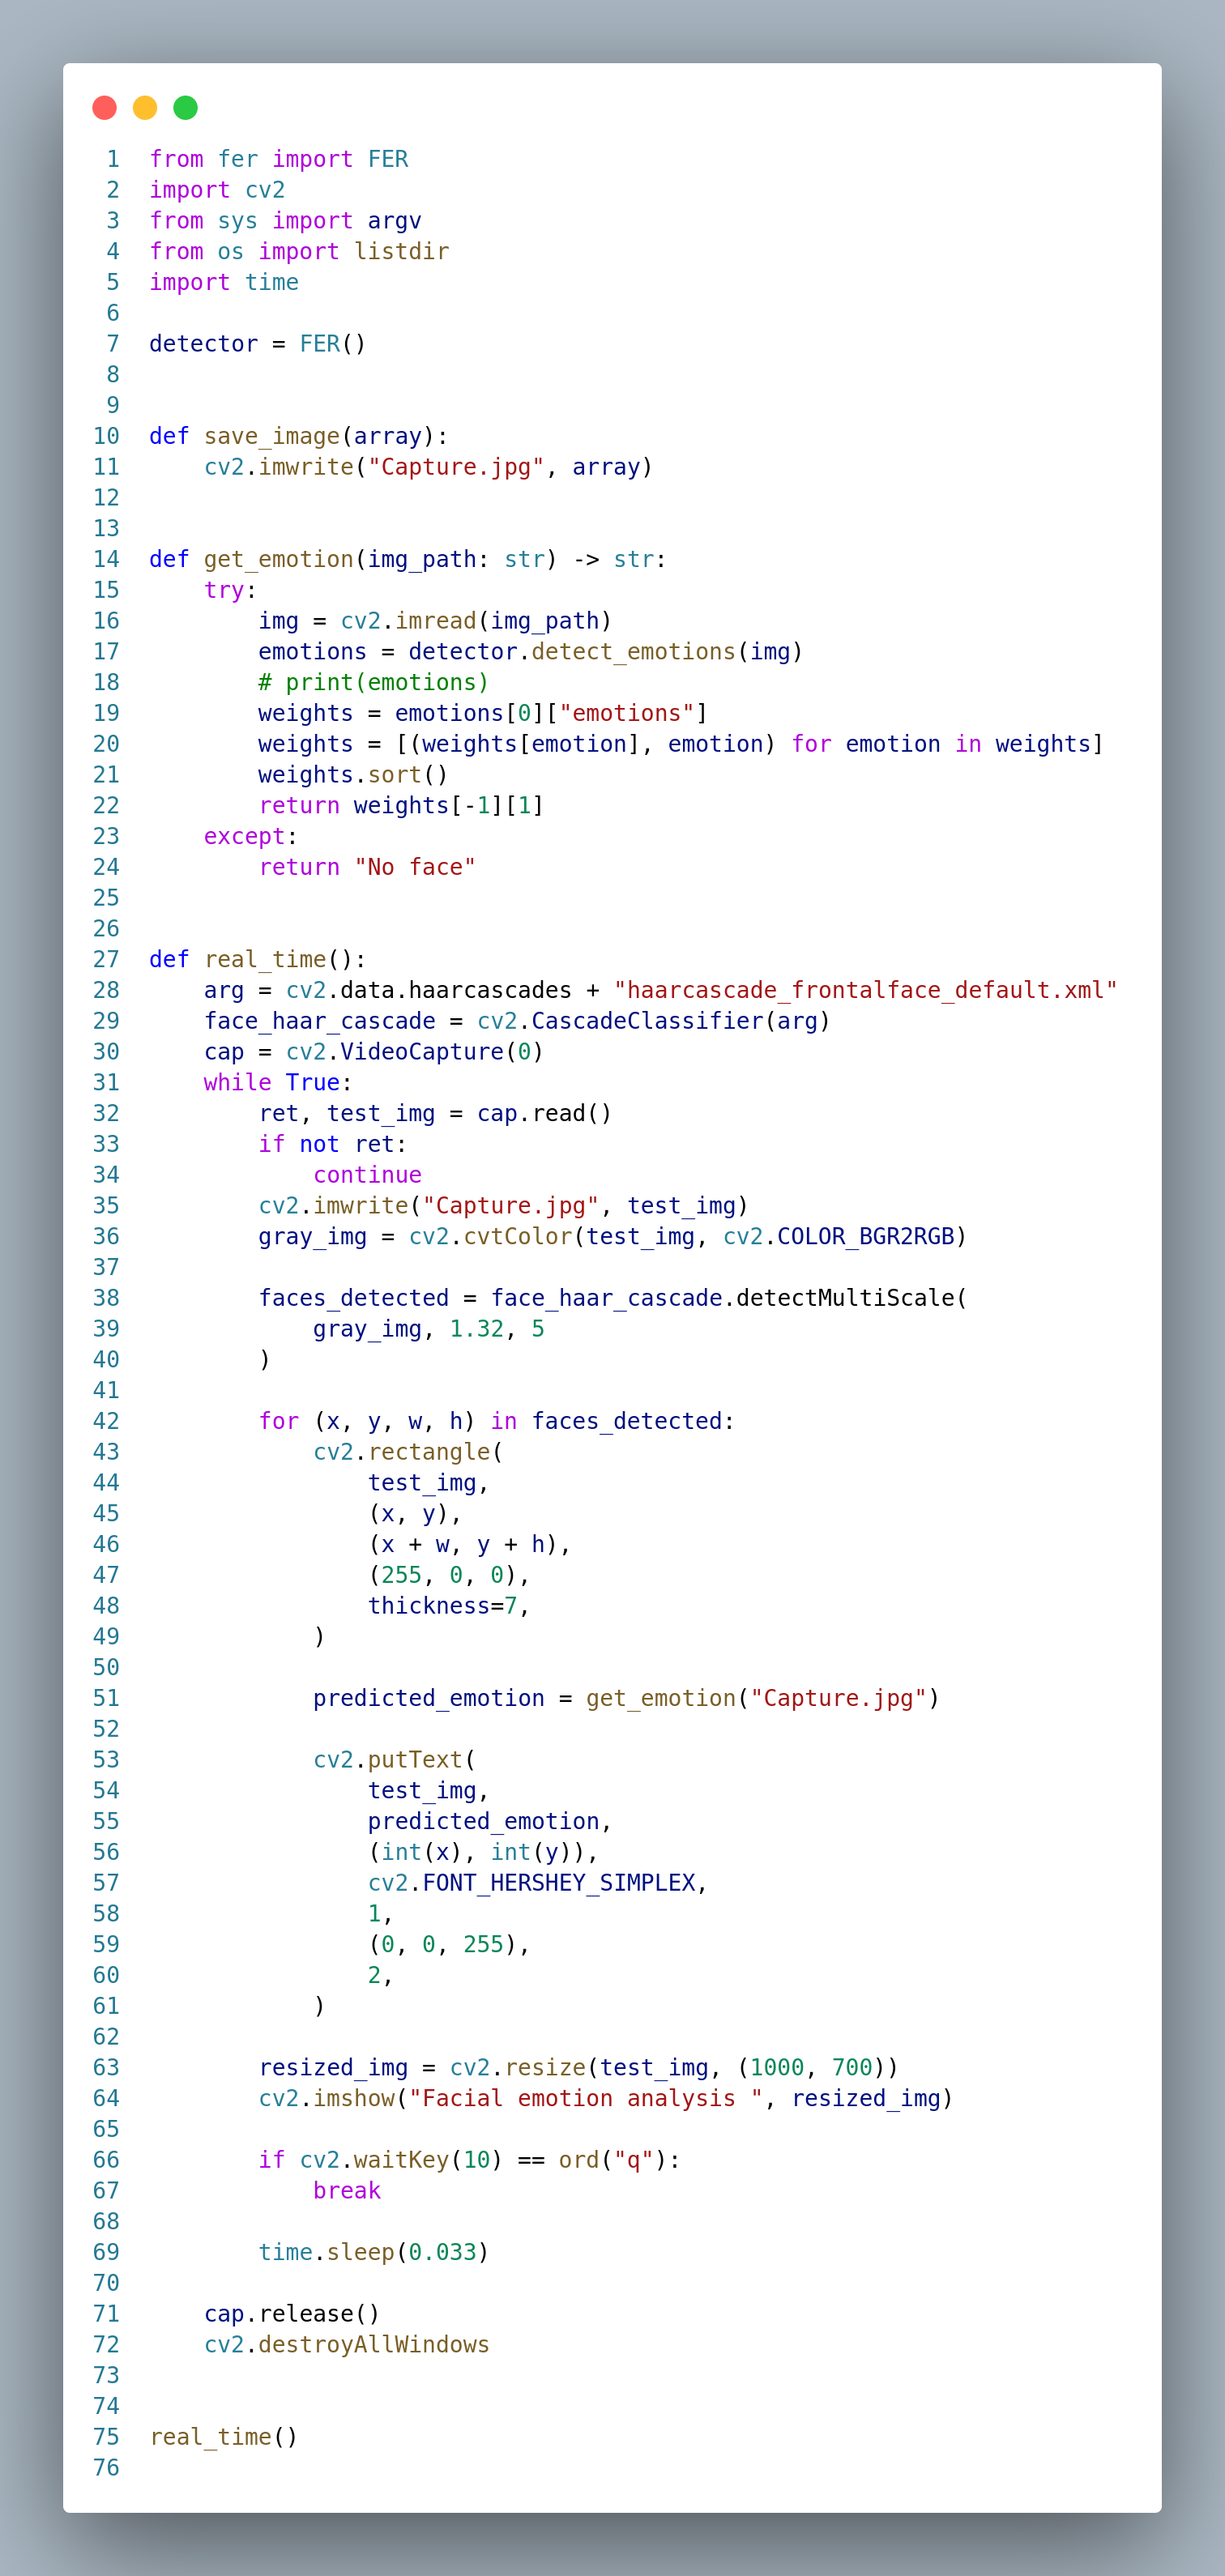 1 from fer import FER
2 import cv2
3 from sys import argv
4 from os import listdir
5 import time
6
7 detector = FER()
8
9
10 def save_image(array):
11     cv2.imwrite("Capture.jpg", array)
12
13
14 def get_emotion(img_path: str) -> str:
15     try:
16         img = cv2.imread(img_path)
17         emotions = detector.detect_emotions(img)
18         # print(emotions)
19         weights = emotions[0]["emotions"]
20         weights = [(weights[emotion], emotion) for emotion in weights]
21         weights.sort()
22         return weights[-1][1]
23     except:
24         return "No face"
25
26
27 def real_time():
28     arg = cv2.data.haarcascades + "haarcascade_frontalface_default.xml"
29     face_haar_cascade = cv2.CascadeClassifier(arg)
30     cap = cv2.VideoCapture(0)
31     while True:
32         ret, test_img = cap.read()
33         if not ret:
34             continue
35         cv2.imwrite("Capture.jpg", test_img)
36         gray_img = cv2.cvtColor(test_img, cv2.COLOR_BGR2RGB)
37
38         faces_detected = face_haar_cascade.detectMultiScale(
39             gray_img, 1.32, 5
40         )
41
42         for (x, y, w, h) in faces_detected:
43             cv2.rectangle(
44                 test_img,
45                 (x, y),
46                 (x + w, y + h),
47                 (255, 0, 0),
48                 thickness=7,
49             )
50
51             predicted_emotion = get_emotion("Capture.jpg")
52
53             cv2.putText(
54                 test_img,
55                 predicted_emotion,
56                 (int(x), int(y)),
57                 cv2.FONT_HERSHEY_SIMPLEX,
58                 1,
59                 (0, 0, 255),
60                 2,
61             )
62
63         resized_img = cv2.resize(test_img, (1000, 700))
64         cv2.imshow("Facial emotion analysis ", resized_img)
65
66         if cv2.waitKey(10) == ord("q"):
67             break
68
69         time.sleep(0.033)
70
71     cap.release()
72     cv2.destroyAllWindows
73
74
75 real_time()
76